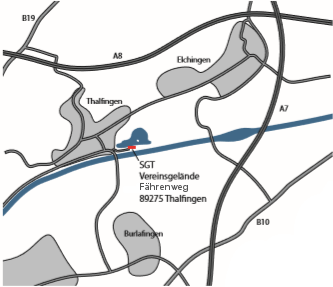 B19
A8
Elchingen
Thalfingen
A7
SGT
Vereinsgelände
Fährenweg
89275 Thalfingen
B10
Burlafingen